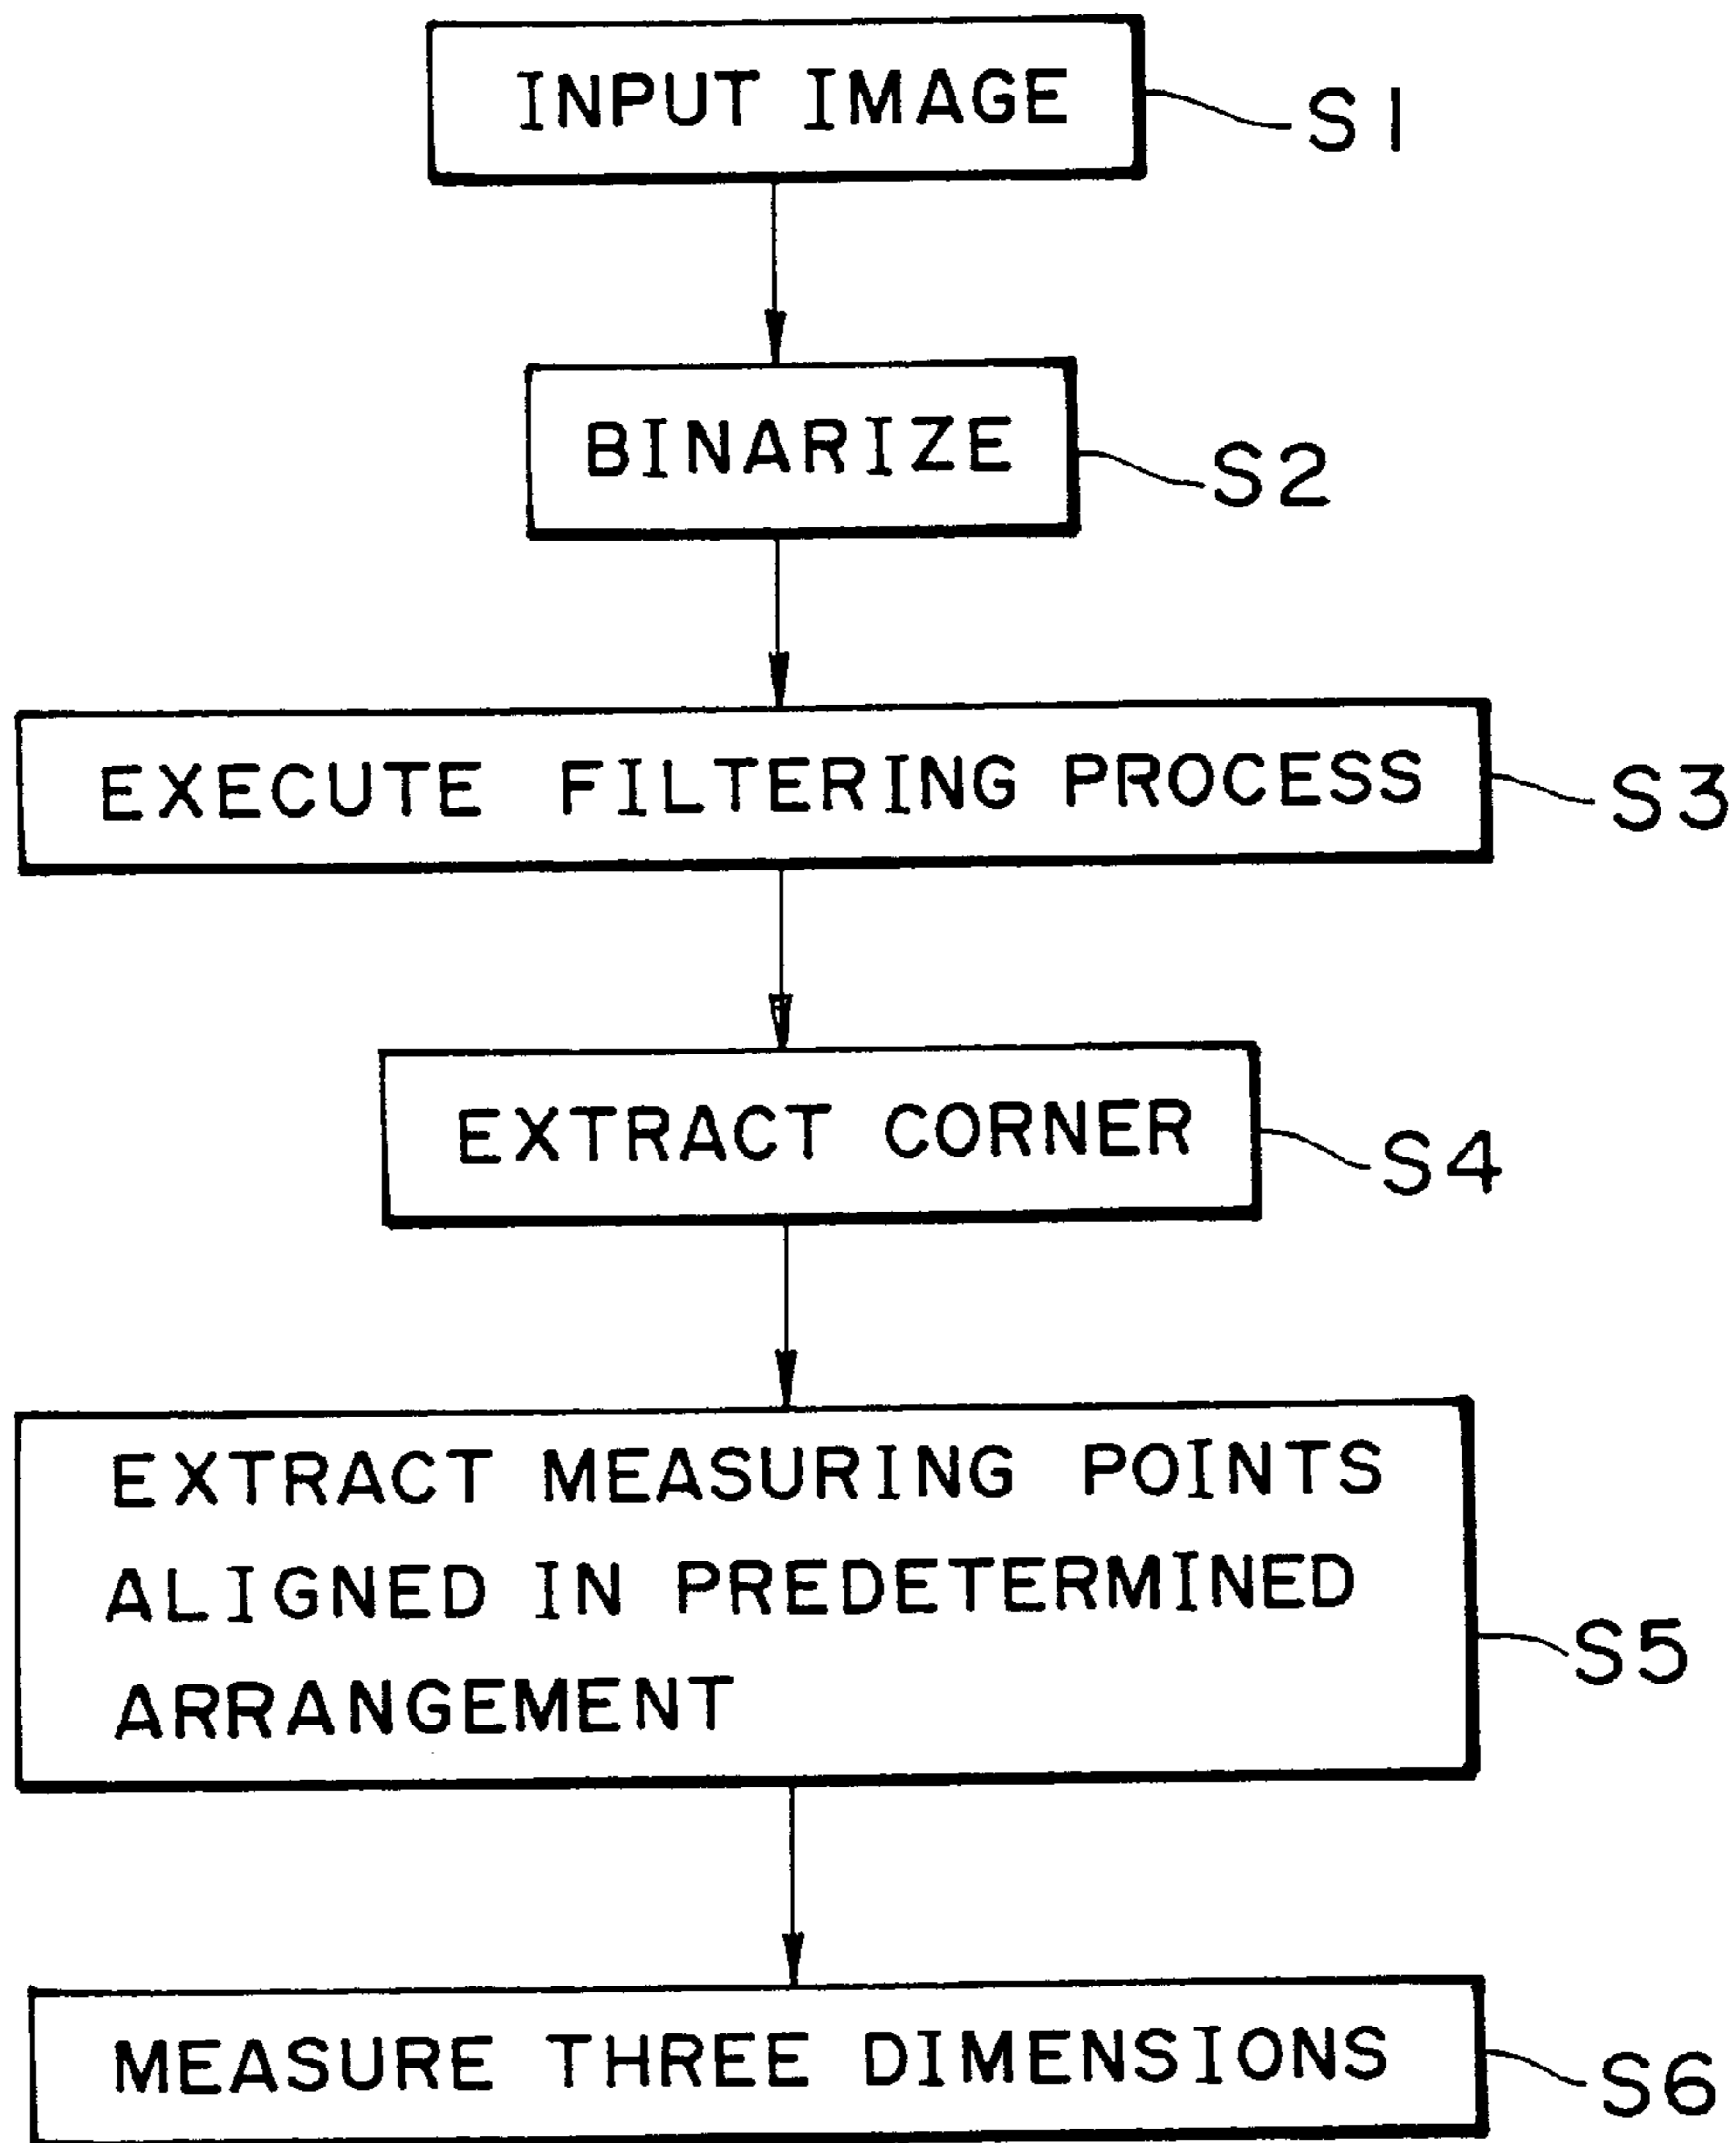 INPUT IMAGE
S1
BINARIZE
S2
EXECUTE FILTERING PROCESS
S3
EXTRACT CORNER
S4
EXTRACT MEASURING POINTS
ALIGNED IN PREDETERMINED
ARRANGEMENT
S5
MEASURE THREE DIMENSIONS
S6